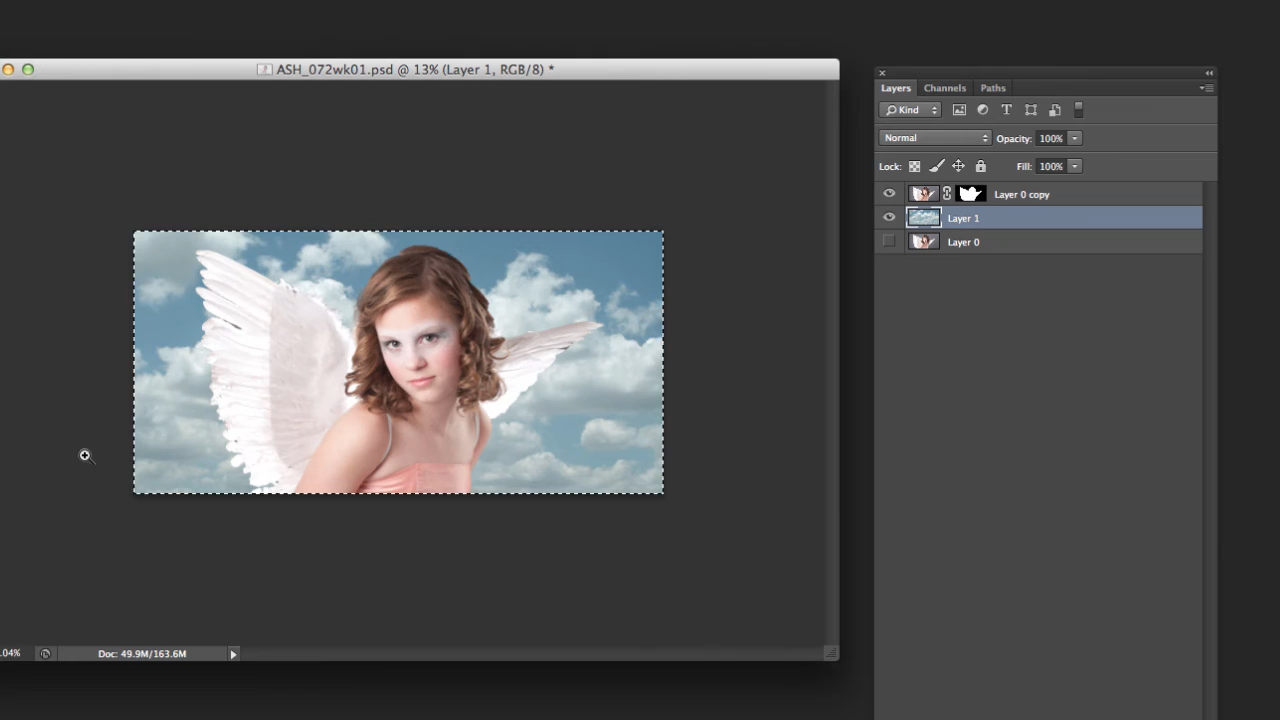 ASH_072wk01.psd @ 13% (Layer 1, RGB/8) *
Layers Channels Paths
Kind
Normal Opacity: 100%
Lock: Fill: 100%
Layer 0 copy
Layer 1
Layer 0
.04% Doc: 49.9M/163.6M